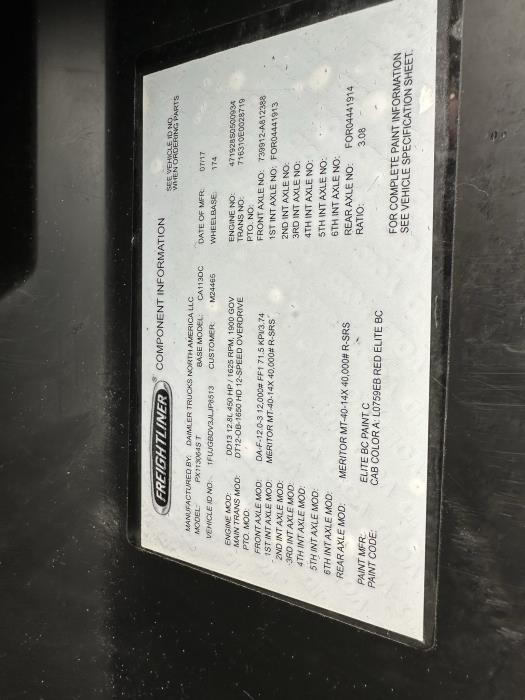 FREIGHTLINER® COMPONENT INFORMATION
SEE VEHICLE ID NO.
WHEN ORDERING PARTS
MANUFACTURED BY: DAIMLER TRUCKS NORTH AMERICA LLC
MODEL: PX113064S T BASE MODEL: CA113DC DATE OF MFR: 07/17
VEHICLE ID NO: CUSTOMER: M24465 WHEELBASE: 174
ENGINE MOD: DD13 12.8L 450 HP / 1625 RPM, 1900 GOV ENGINE NO: 471928S0500934
MAIN TRANS MOD: DT12-OB-1650 HD 12-SPEED OVERDRIVE TRANS NO: 716310E0028719
PTO. MOD: PTO. NO:
FRONT AXLE MOD: DA-F-12.0-3 12,000# FF1 71.5 KPI/3.74 FRONT AXLE NO: 739912-A812388
1ST INT AXLE MOD: MERITOR MT-40-14X 40,000# R-SRS 1ST INT AXLE NO: FOR04441913
2ND INT AXLE MOD: 2ND INT AXLE NO:
3RD INT AXLE MOD: 3RD INT AXLE NO:
4TH INT AXLE MOD: 4TH INT AXLE NO:
5TH INT AXLE MOD: 5TH INT AXLE NO:
6TH INT AXLE MOD: 6TH INT AXLE NO:
REAR AXLE MOD: MERITOR MT-40-14X 40,000# R-SRS REAR AXLE NO: FOR04441914
RATIO: 3.08
PAINT MFR: ELITE BC PAINT C
PAINT CODE: CAB COLOR A: L0759EB RED ELITE BC
FOR COMPLETE PAINT INFORMATION
SEE VEHICLE SPECIFICATION SHEET.